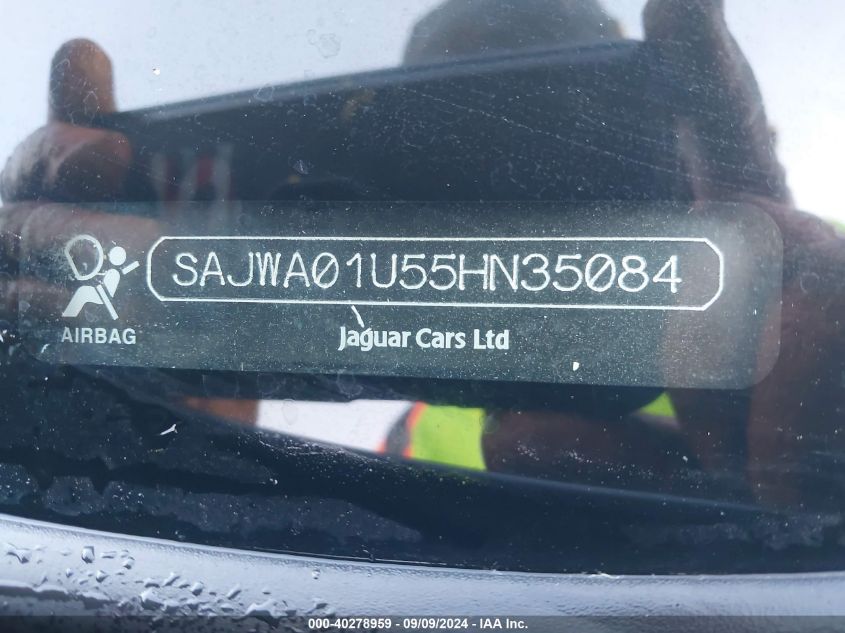 SAJWA01U55HN35084
AIRBAG
Jaguar Cars Ltd
000-40278959 - 09/09/2024 - IAA Inc.